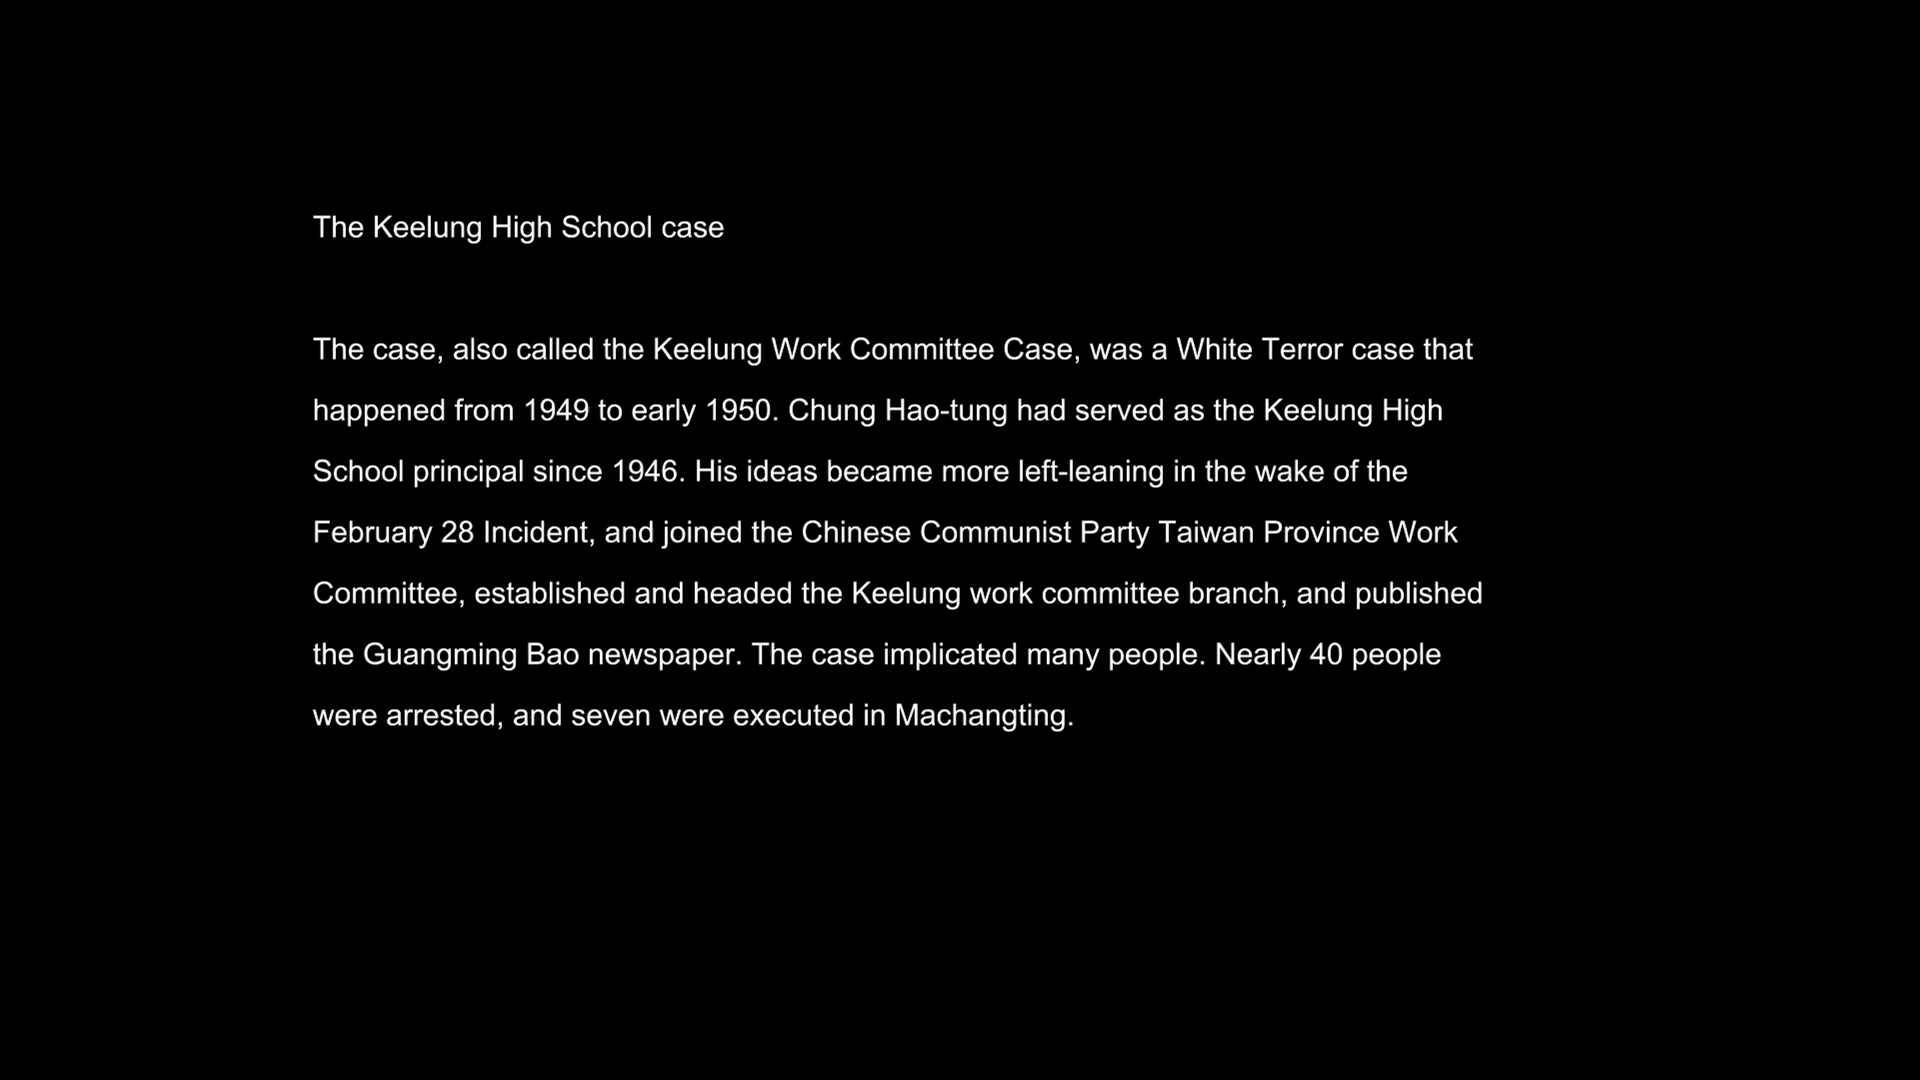 The Keelung High School case
The case, also called the Keelung Work Committee Case, was a White Terror case that
happened from 1949 to early 1950. Chung Hao-tung had served as the Keelung High
School principal since 1946. His ideas became more left-leaning in the wake of the
February 28 Incident, and joined the Chinese Communist Party Taiwan Province Work
Committee, established and headed the Keelung work committee branch, and published
the Guangming Bao newspaper. The case implicated many people. Nearly 40 people
were arrested, and seven were executed in Machangting.